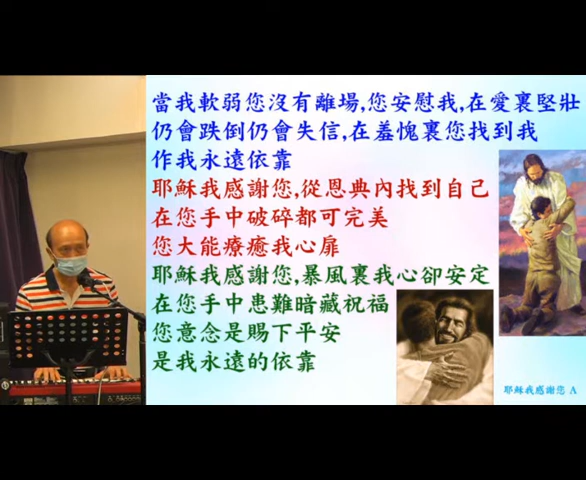 當我軟弱您沒有離場,您安慰我,在愛裏堅壯
仍會跌倒仍會失信,在羞愧裏您找到我
作我永遠依靠
耶穌我感謝您,從恩典內找到自己
在您手中破碎都可完美
您大能療癒我心扉
耶穌我感謝您,暴風裏我心卻安定
在您手中患難暗藏祝福
您意念是賜下平安
是我永遠的依靠
耶穌我感謝您 A